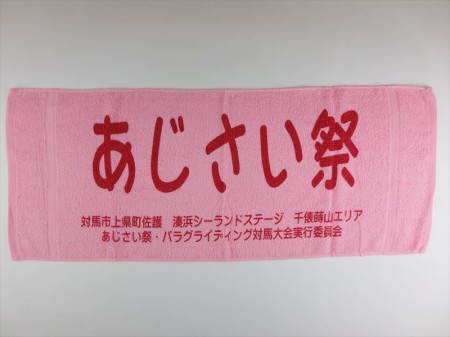 あじさい祭
対馬市上県町佐護　湊浜シーランドステージ　千俵蒔山エリア
あじさい祭・パラグライディング対馬大会実行委員会